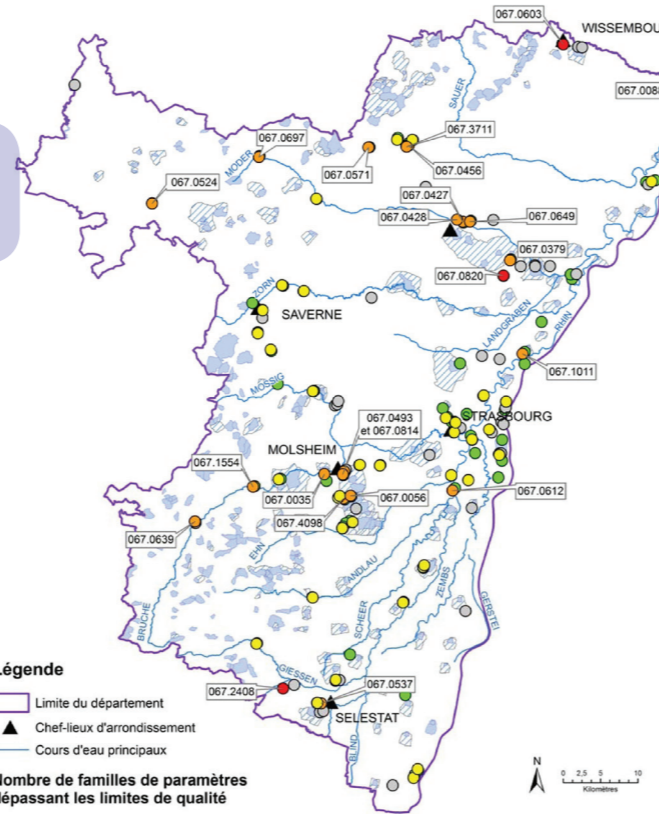 067.0603
WISSEMBOU
067.008
SAUER
067.3711
067.0697
MODER
067.0571
067.0456
067.0524
067.0427
067.0428
067.0649
067.0379
067.0820
ZORN
SAVERNE
LANDGRABEN
RHIN
067.1011
MOSSIG
067.0493
et 067.0814
STRASBOURG
MOLSHEIM
067.1554
067.0035
067.0056
067.0612
067.4098
067.0639
EHN
ANDLAU
ZEMBS
SCHEER
GERSTEI
BRUCHE
GIESSEN
067.2408
067.0537
SELESTAT
BLIND
Légende
Limite du département
Chef-lieux d'arrondissement
Cours d'eau principaux
Nombre de familles de paramètres
dépassant les limites de qualité
N
0 2,5 5 10
Kilomètres